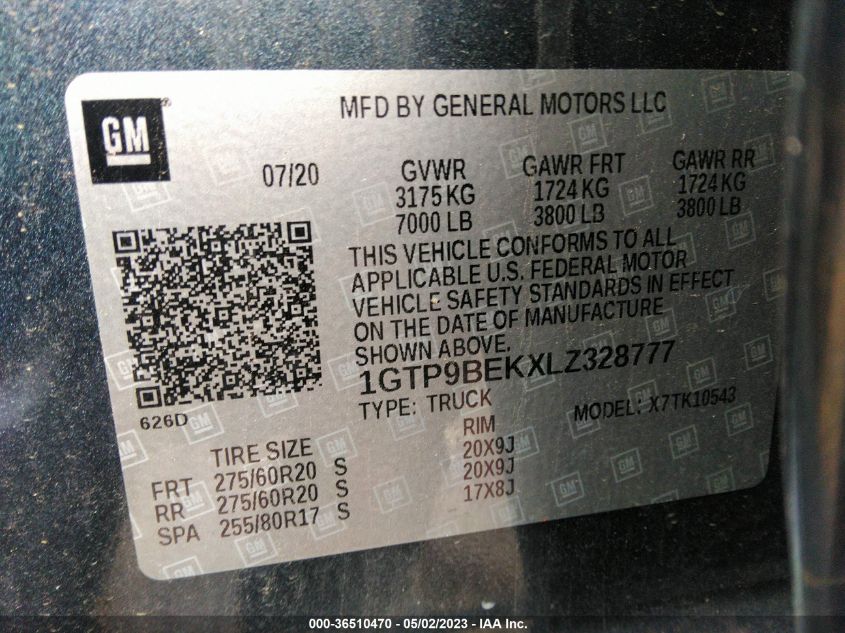 GM
MFD BY GENERAL MOTORS LLC
07/20
GVWR GAWR FRT GAWR RR
3175 KG 1724 KG 1724 KG
7000 LB 3800 LB 3800 LB
THIS VEHICLE CONFORMS TO ALL
APPLICABLE U.S. FEDERAL MOTOR
VEHICLE SAFETY STANDARDS IN EFFECT
ON THE DATE OF MANUFACTURE
SHOWN ABOVE.
1GTP9BEKXLZ328777
TYPE: TRUCK MODEL: X7TK10543
626D
TIRE SIZE RIM
FRT 275/60R20 S 20X9J
RR 275/60R20 S 20X9J
SPA 255/80R17 S 17X8J
000-36510470 - 05/02/2023 - IAA Inc.